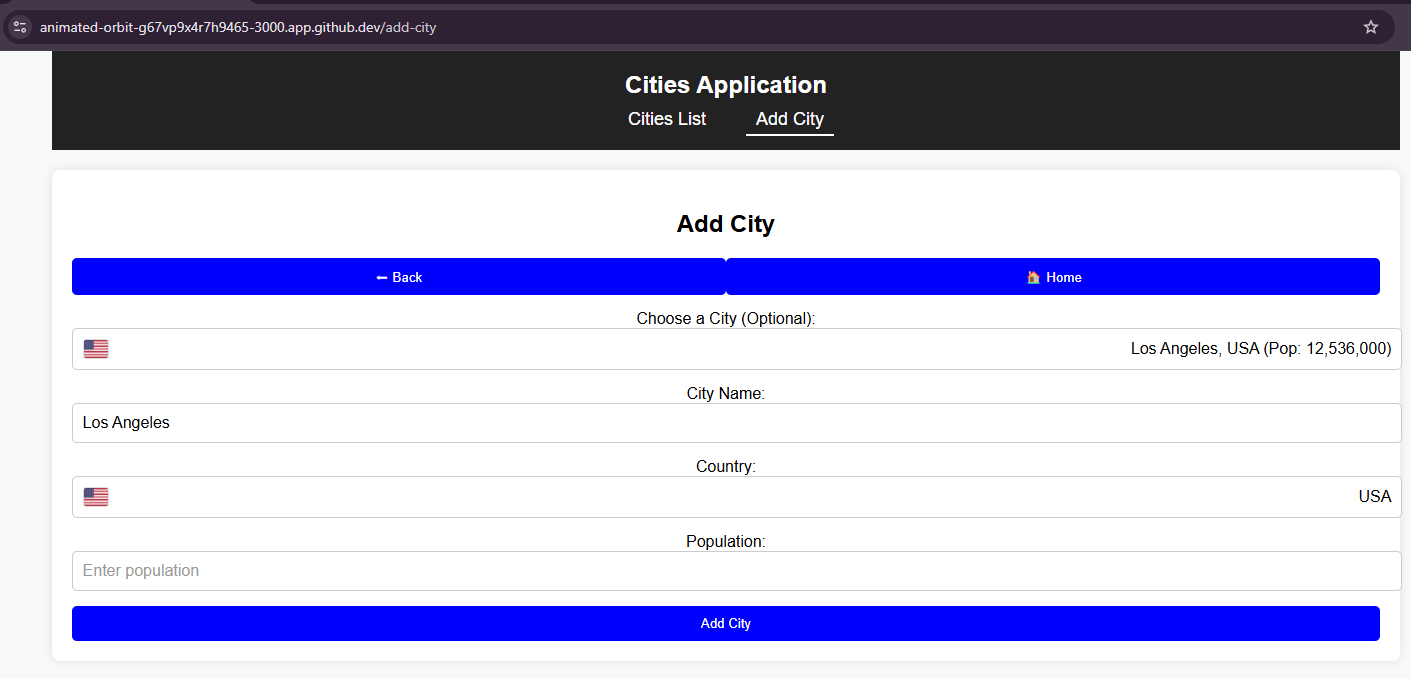 animated-orbit-g67vp9x4r7h9465-3000.app.github.dev/add-city
Cities Application
Cities List Add City
Add City
← Back 🏠 Home
Choose a City (Optional):
Los Angeles, USA (Pop: 12,536,000)
City Name:
Los Angeles
Country:
USA
Population:
Enter population
Add City